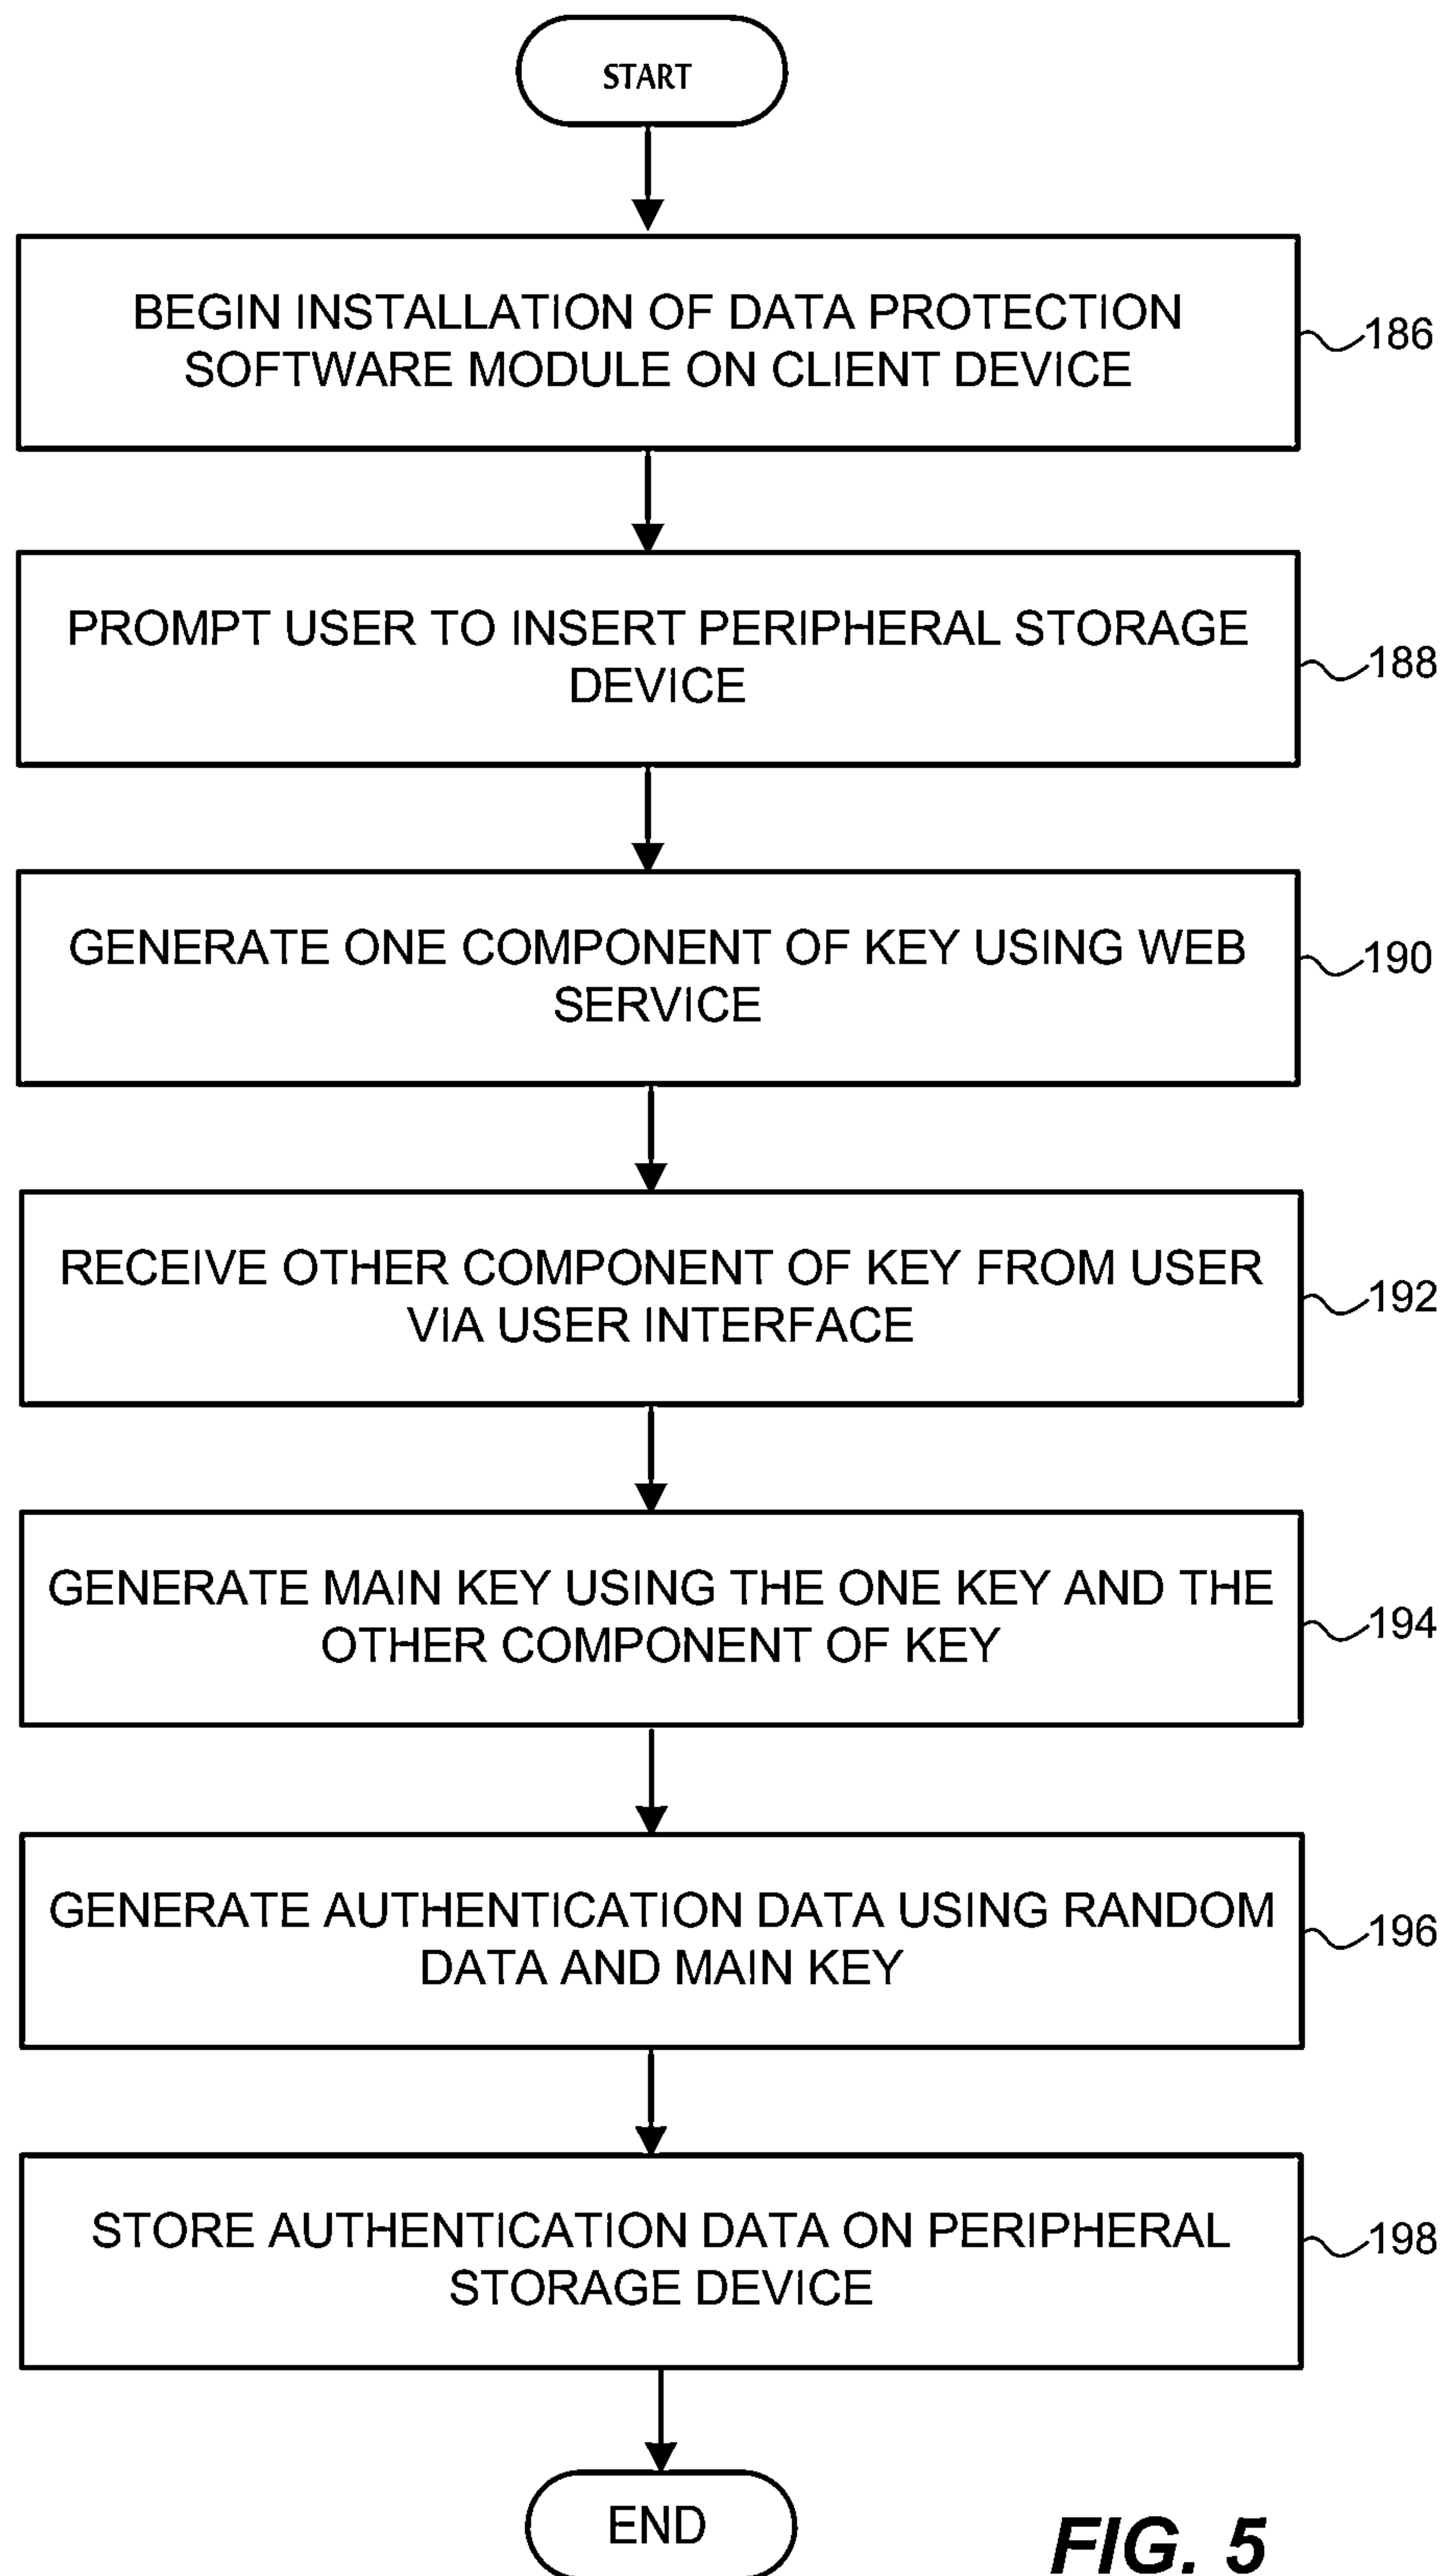 START
BEGIN INSTALLATION OF DATA PROTECTION
SOFTWARE MODULE ON CLIENT DEVICE
186
PROMPT USER TO INSERT PERIPHERAL STORAGE
DEVICE
188
GENERATE ONE COMPONENT OF KEY USING WEB
SERVICE
190
RECEIVE OTHER COMPONENT OF KEY FROM USER
VIA USER INTERFACE
192
GENERATE MAIN KEY USING THE ONE KEY AND THE
OTHER COMPONENT OF KEY
194
GENERATE AUTHENTICATION DATA USING RANDOM
DATA AND MAIN KEY
196
STORE AUTHENTICATION DATA ON PERIPHERAL
STORAGE DEVICE
198
END
FIG. 5